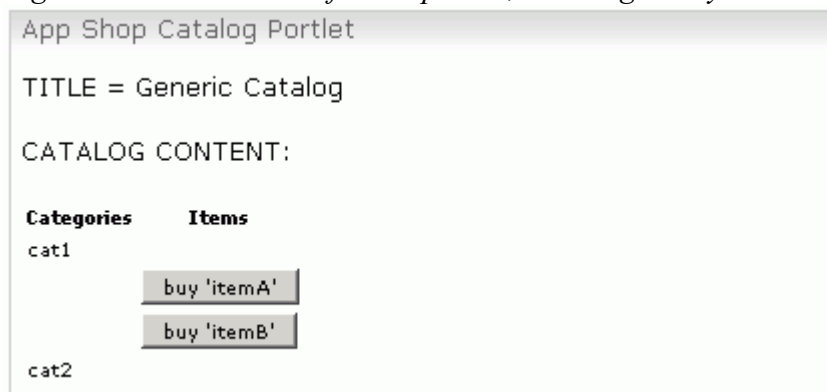 App Shop Catalog Portlet
TITLE = Generic Catalog
CATALOG CONTENT:
Categories Items
cat1
buy 'itemA'
buy 'itemB'
cat2